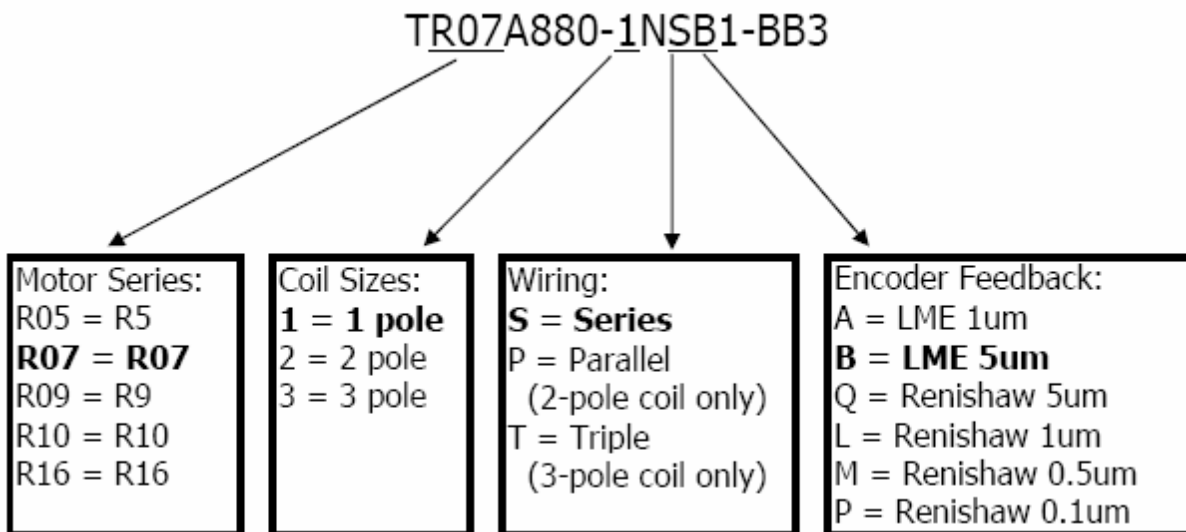 TR07A880-1NSB1-BB3
Motor Series:
R05 = R5
R07 = R07
R09 = R9
R10 = R10
R16 = R16
Coil Sizes:
1 = 1 pole
2 = 2 pole
3 = 3 pole
Wiring:
S = Series
P = Parallel
(2-pole coil only)
T = Triple
(3-pole coil only)
Encoder Feedback:
A = LME 1um
B = LME 5um
Q = Renishaw 5um
L = Renishaw 1um
M = Renishaw 0.5um
P = Renishaw 0.1um